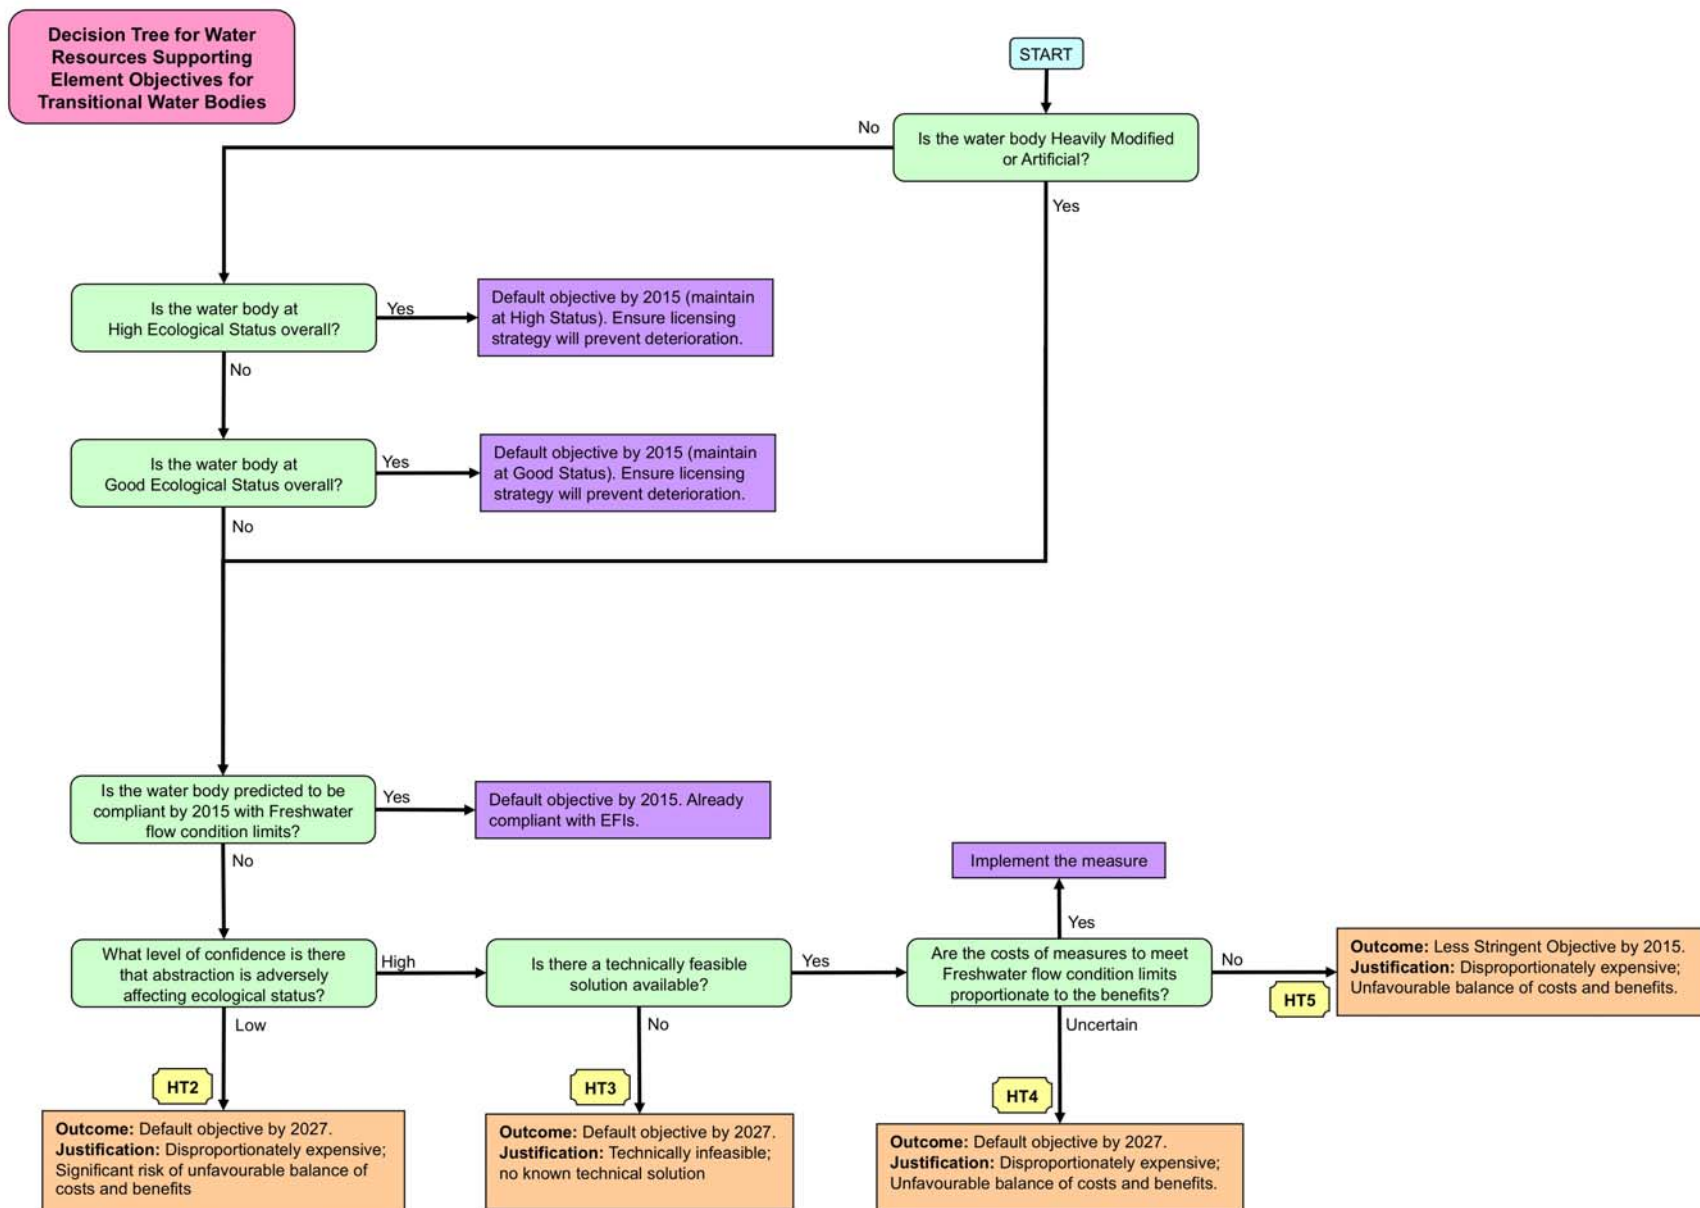 Decision Tree for Water
Resources Supporting
Element Objectives for
Transitional Water Bodies
START
Is the water body Heavily Modified
or Artificial?
No
Yes
Is the water body at
High Ecological Status overall?
Yes
Default objective by 2015 (maintain
at High Status). Ensure licensing
strategy will prevent deterioration.
No
Is the water body at
Good Ecological Status overall?
Yes
Default objective by 2015 (maintain
at Good Status). Ensure licensing
strategy will prevent deterioration.
No
Is the water body predicted to be
compliant by 2015 with Freshwater
flow condition limits?
Yes
Default objective by 2015. Already
compliant with EFIs.
No
What level of confidence is there
that abstraction is adversely
affecting ecological status?
High
Is there a technically feasible
solution available?
Yes
Are the costs of measures to meet
Freshwater flow condition limits
proportionate to the benefits?
Yes
Implement the measure
No
HT5
Outcome: Less Stringent Objective by 2015.
Justification: Disproportionately expensive;
Unfavourable balance of costs and benefits.
Low
HT2
Outcome: Default objective by 2027.
Justification: Disproportionately expensive;
Significant risk of unfavourable balance of
costs and benefits
No
HT3
Outcome: Default objective by 2027.
Justification: Technically infeasible;
no known technical solution
Uncertain
HT4
Outcome: Default objective by 2027.
Justification: Disproportionately expensive;
Unfavourable balance of costs and benefits.